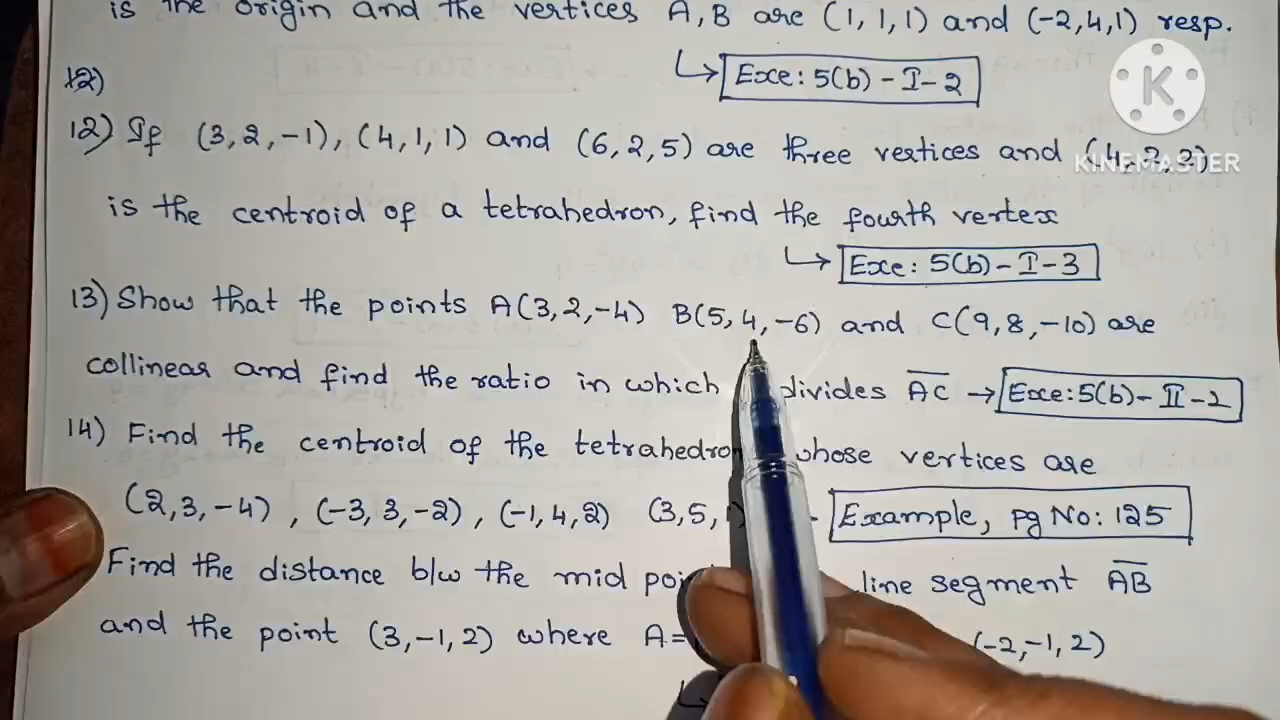 is the origin and the vertices A, B are (1, 1, 1) and (-2,4,1) resp.
↳ Exe: 5(b) - I - 2
12)
12) If (3,2,-1), (4,1,1) and (6,2,5) are three vertices and (4,2,2)
K
KINEMASTER
is the centroid of a tetrahedron, find the fourth vertex
↳ Exe: 5(b) - I - 3
13) Show that the points A(3,2,-4) B(5,4,-6) and C(9,8,-10) are
collinear and find the ratio in which divides AC → Exe: 5(b) - II - 2
14) Find the centroid of the tetrahedron whose vertices are
(2,3,-4), (-3,3,-2), (-1,4,2) (3,5, Example, pg No: 125
Find the distance b/w the mid line segment AB
and the point (3,-1,2) where A= (-2,-1,2)